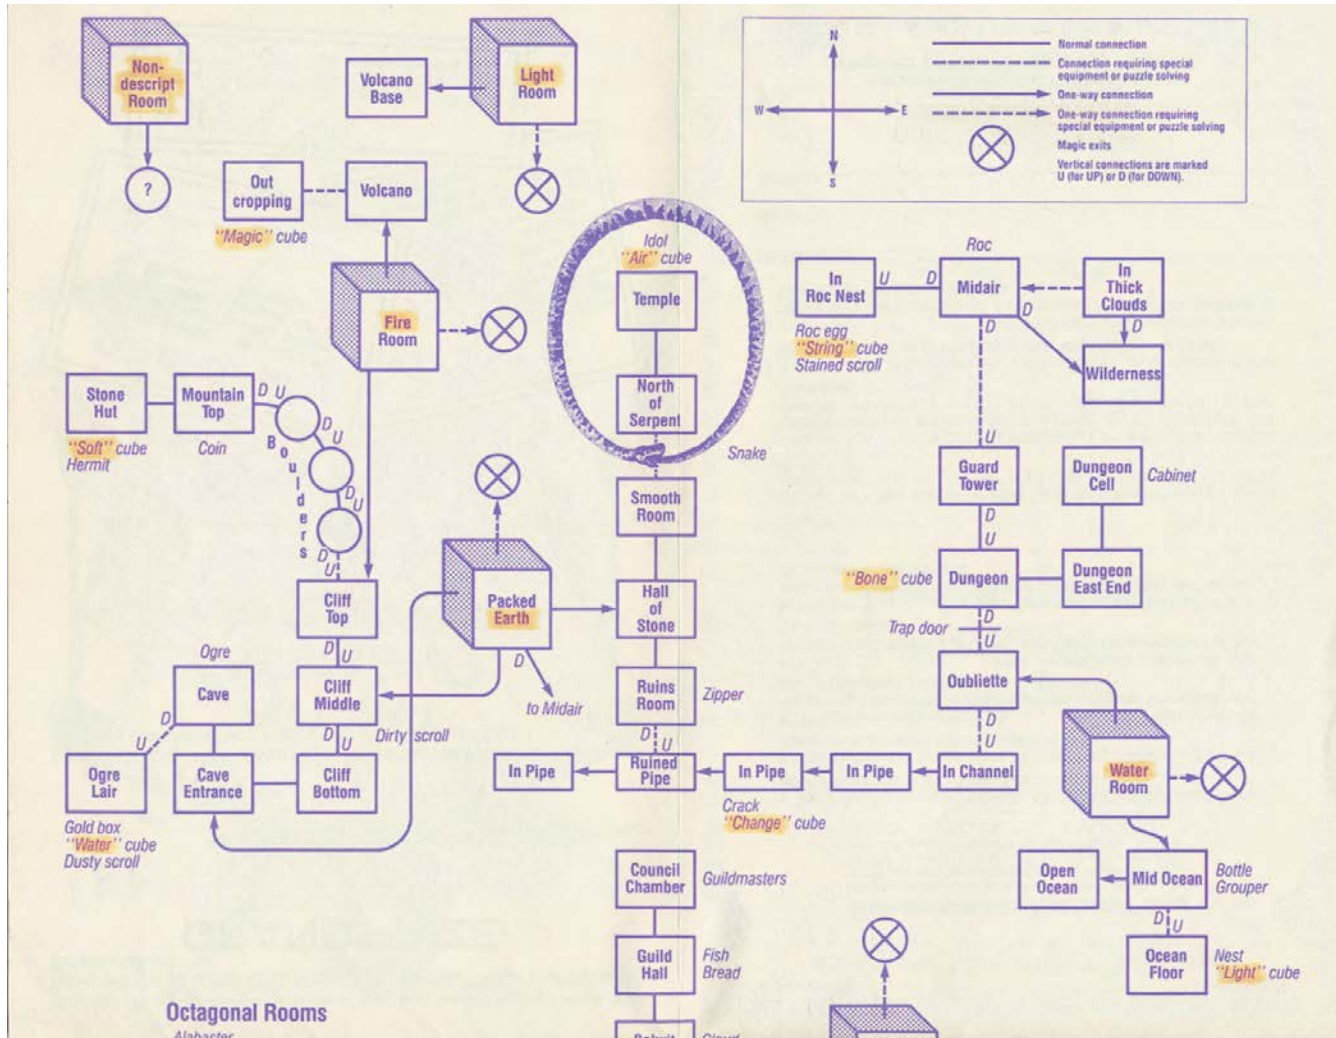 Non-
descript
Room
?
Volcano
Base
Light
Room
Out
cropping
"Magic" cube
Volcano
Fire
Room
N
W
E
S
Normal connection
Connection requiring special
equipment or puzzle solving
One-way connection
One-way connection requiring
special equipment or puzzle solving
Magic exits
Vertical connections are marked
U (for UP) or D (for DOWN).
Idol
"Air" cube
Temple
North
of
Serpent
Snake
Smooth
Room
Roc
In
Roc Nest
U
D
Midair
In
Thick
Clouds
D
D
D
Wilderness
Roc egg
"String" cube
Stained scroll
Stone
Hut
"Soft" cube
Hermit
Mountain
Top
Coin
D U
D U
D U
D U
Boulders
U
Guard
Tower
D
U
Dungeon
Cell
Cabinet
"Bone" cube
Dungeon
Dungeon
East End
Trap door
D
U
Oubliette
D
U
Cliff
Top
D U
Packed
Earth
D
to Midair
Hall
of
Stone
Ogre
Cave
D
U
Cliff
Middle
Dirty scroll
D U
Ruins
Room
Zipper
D U
Ogre
Lair
Gold box
"Water" cube
Dusty scroll
Cave
Entrance
Cliff
Bottom
In Pipe
Ruined
Pipe
In Pipe
Crack
"Change" cube
In Pipe
In Channel
Water
Room
Council
Chamber
Guildmasters
Open
Ocean
Mid Ocean
Bottle
Grouper
D U
Guild
Hall
Fish
Bread
Ocean
Floor
Nest
"Light" cube
Octagonal Rooms
Alabaster